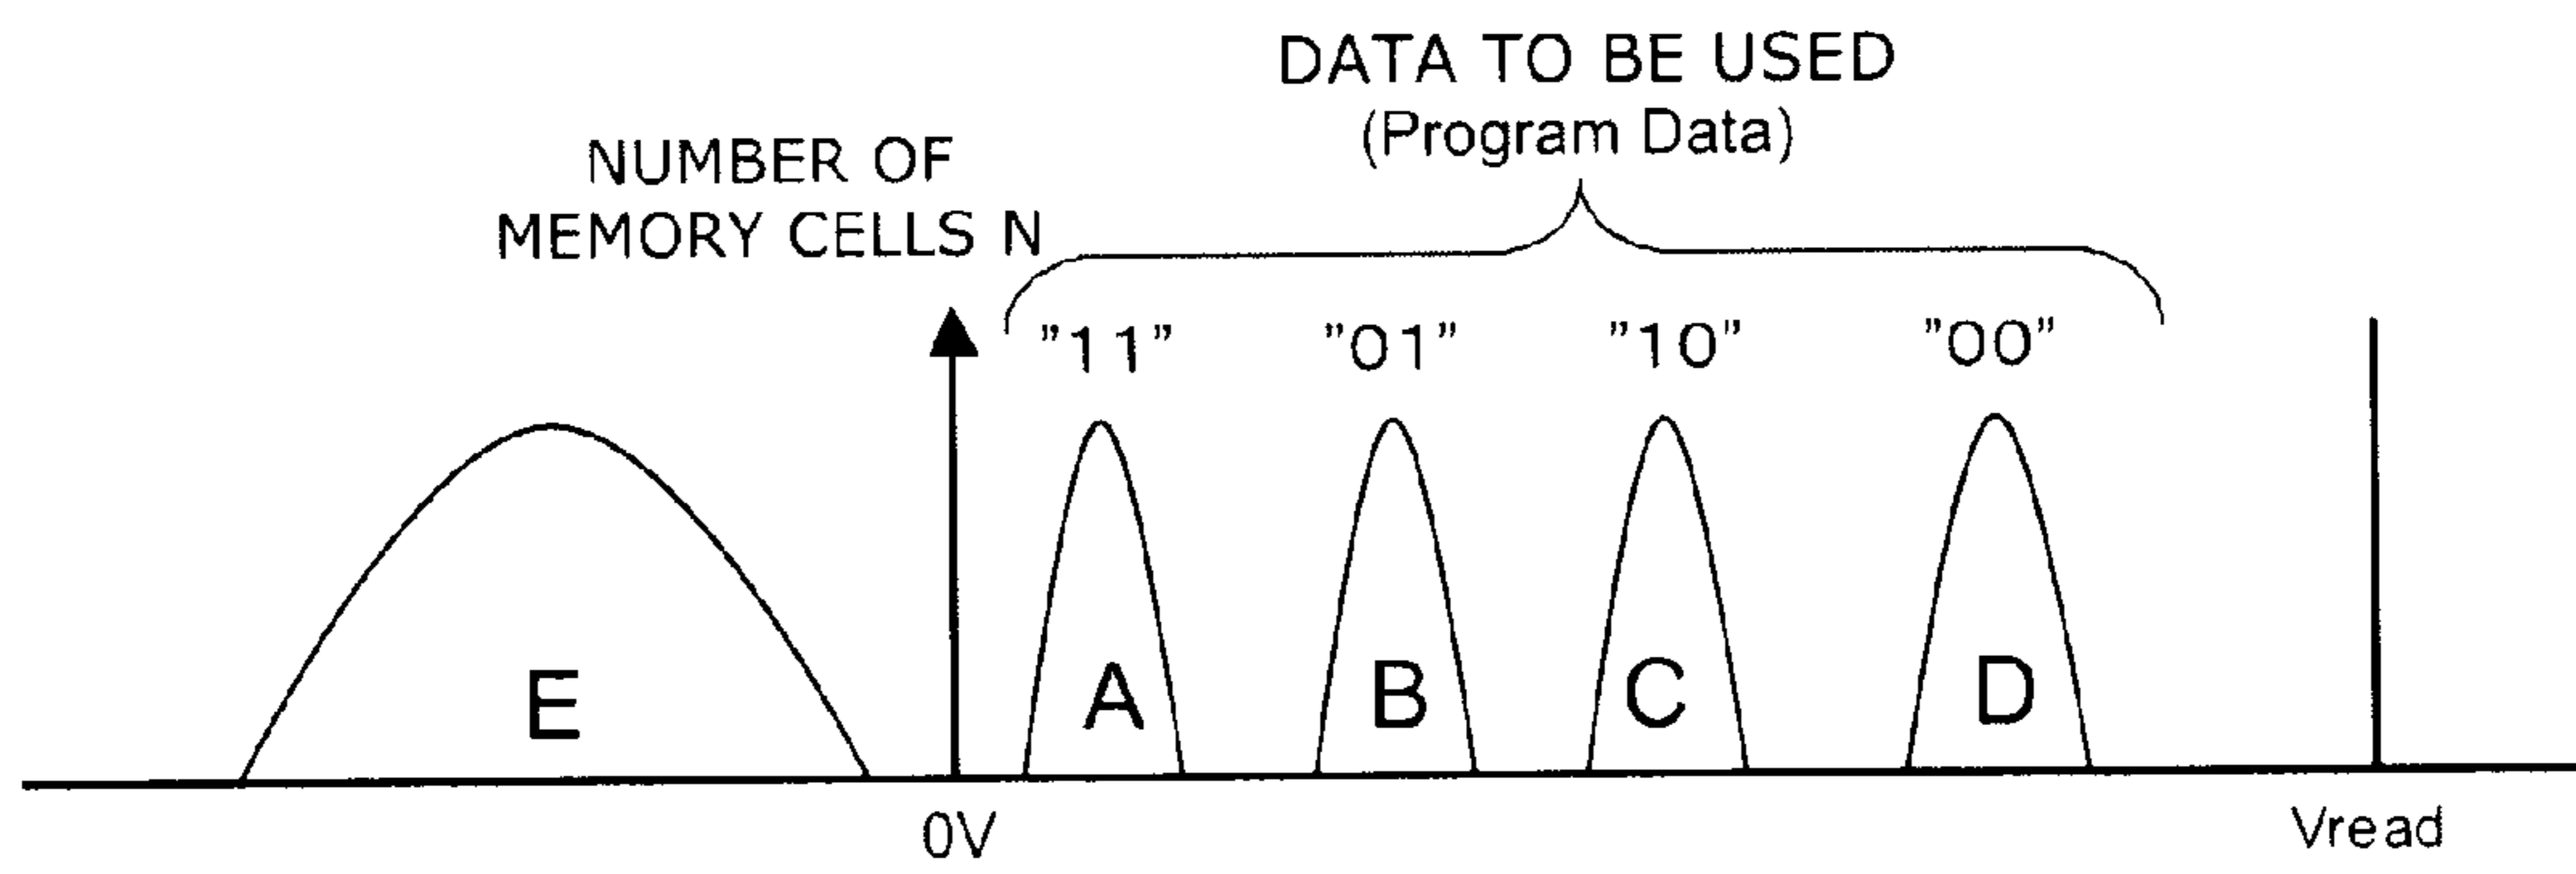 DATA TO BE USED
(Program Data)
NUMBER OF
MEMORY CELLS N
"11" "01" "10" "00"
E A B C D
0V Vread